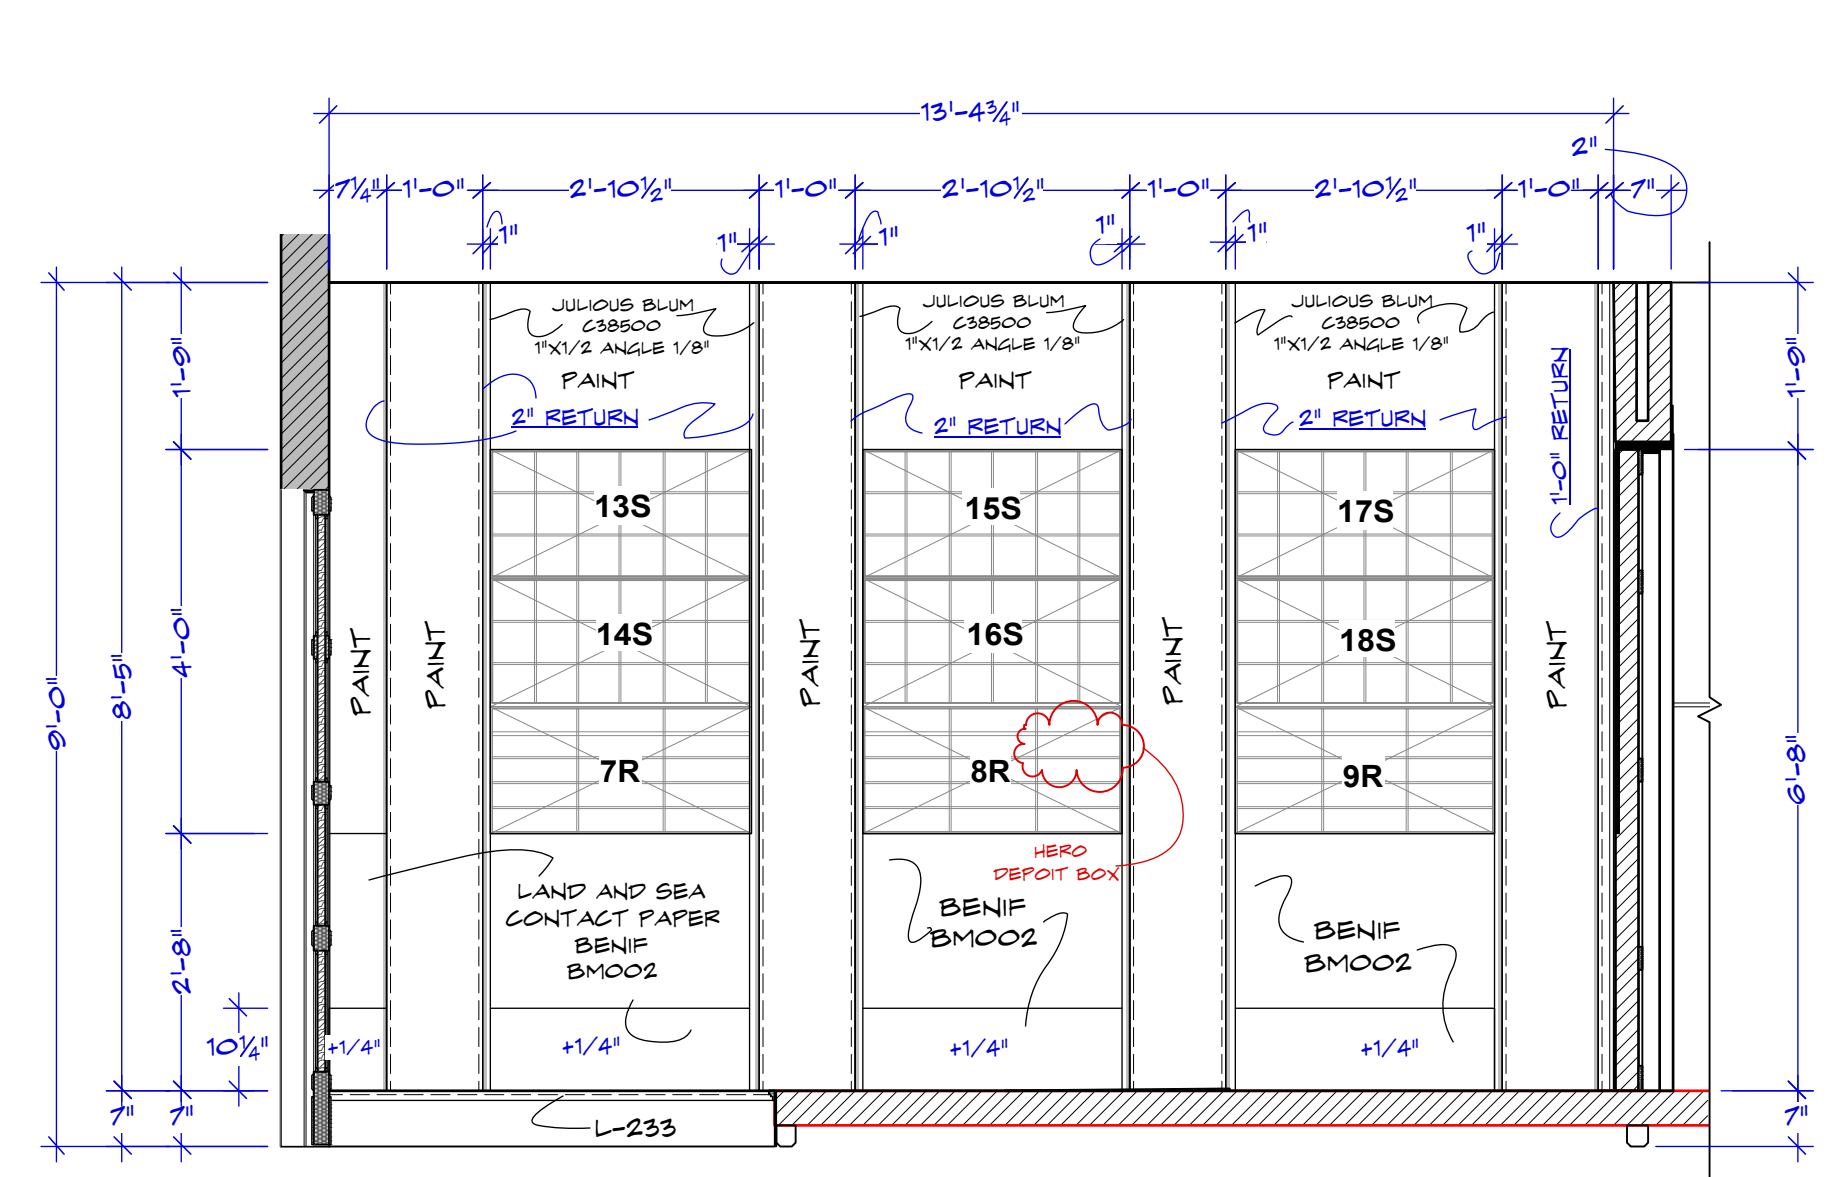 13'-4¾"
2"
7¼"
1'-0"
2'-10½"
1'-0"
2'-10½"
1'-0"
2'-10½"
1'-0"
7"
1"
1"
1"
1"
1"
1"
JULIOUS BLUM
C38500
1"X1/2 ANGLE 1/8"
PAINT
2" RETURN
JULIOUS BLUM
C38500
1"X1/2 ANGLE 1/8"
PAINT
2" RETURN
JULIOUS BLUM
C38500
1"X1/2 ANGLE 1/8"
PAINT
2" RETURN
1'-0" RETURN
1'-9"
1'-9"
13S
15S
17S
14S
16S
18S
7R
8R
9R
PAINT
PAINT
PAINT
PAINT
PAINT
9'-0"
8'-5"
4'-0"
6'-8"
HERO
DEPOIT BOX
LAND AND SEA
CONTACT PAPER
BENIF
BM002
BENIF
BM002
BENIF
BM002
2'-8"
10¼"
+1/4"
+1/4"
+1/4"
+1/4"
7"
7"
7"
L-233